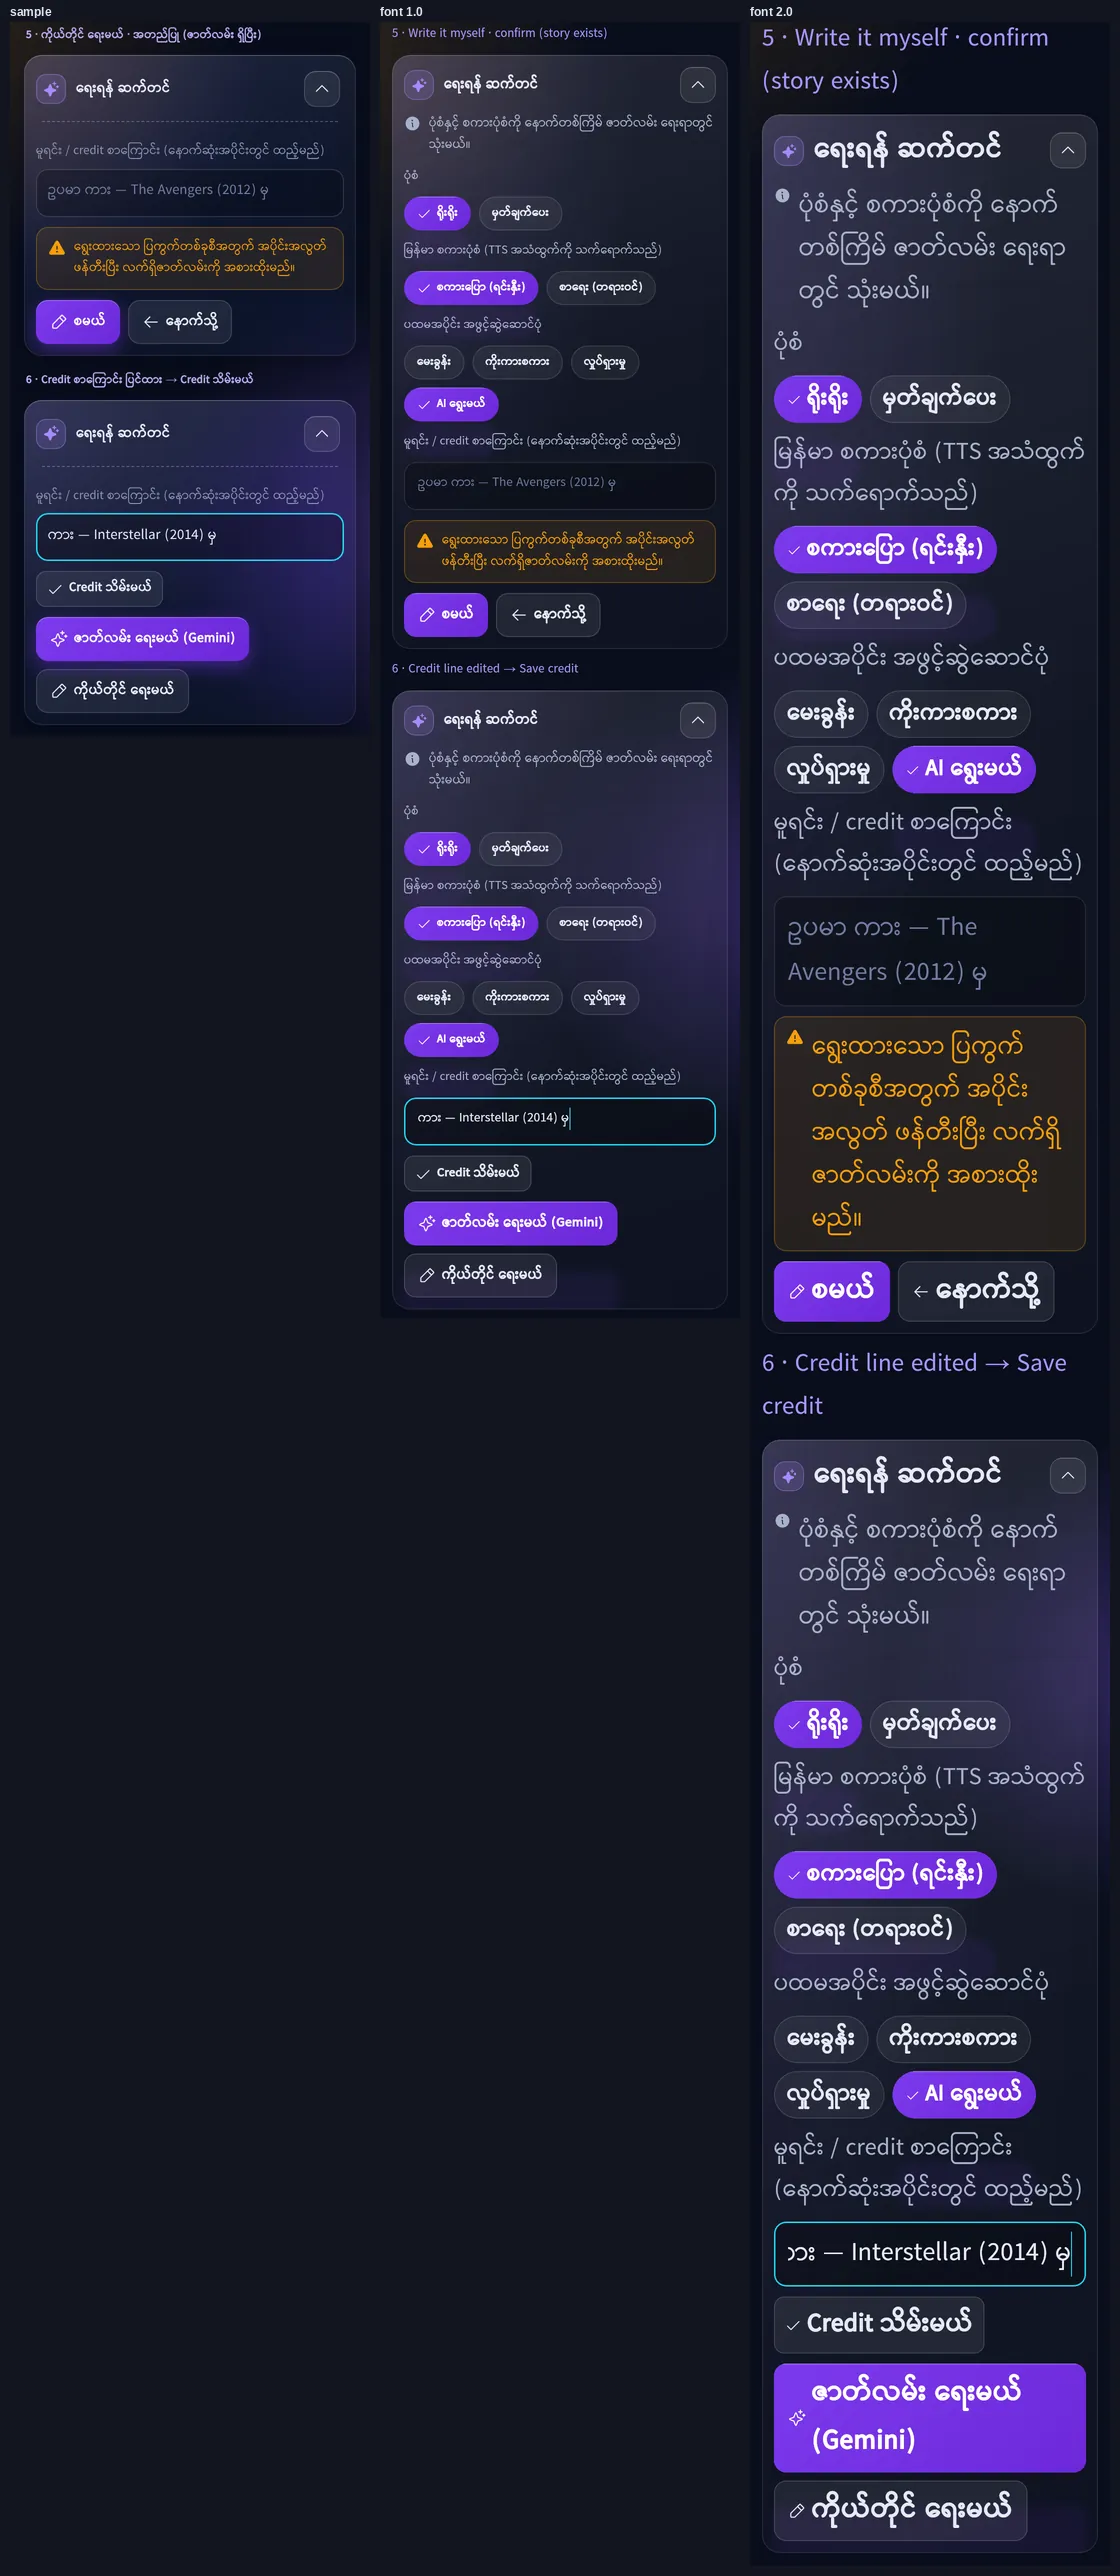 sample
5 · ကိုယ်တိုင် ရေးမယ် · အတည်ပြု (ဇာတ်လမ်း ရှိပြီး)
ရေးရန် ဆက်တင်
မူရင်း / credit စာကြောင်း (နောက်ဆုံးအပိုင်းတွင် ထည့်မည်)
ဥပမာ ကား — The Avengers (2012) မှ
ရွေးထားသော ပြကွက်တစ်ခုစီအတွက် အပိုင်းအလွတ်
ဖန်တီးပြီး လက်ရှိဇာတ်လမ်းကို အစားထိုးမည်။
စမယ်
နောက်သို့
6 · Credit စာကြောင်း ပြင်ထား → Credit သိမ်းမယ်
ရေးရန် ဆက်တင်
မူရင်း / credit စာကြောင်း (နောက်ဆုံးအပိုင်းတွင် ထည့်မည်)
ကား — Interstellar (2014) မှ
Credit သိမ်းမယ်
ဇာတ်လမ်း ရေးမယ် (Gemini)
ကိုယ်တိုင် ရေးမယ်
font 1.0
5 · Write it myself · confirm (story exists)
ရေးရန် ဆက်တင်
ပုံစံနှင့် စကားပုံစံကို နောက်တစ်ကြိမ် ဇာတ်လမ်း ရေးရာတွင်
သုံးမယ်။
ပုံစံ
ရိုးရိုး
မှတ်ချက်ပေး
မြန်မာ စကားပုံစံ (TTS အသံထွက်ကို သက်ရောက်သည်)
စကားပြော (ရင်းနှီး)
စာရေး (တရားဝင်)
ပထမအပိုင်း အဖွင့်ဆွဲဆောင်ပုံ
မေးခွန်း
ကိုးကားစကား
လှုပ်ရှားမှု
AI ရွေးမယ်
မူရင်း / credit စာကြောင်း (နောက်ဆုံးအပိုင်းတွင် ထည့်မည်)
ဥပမာ ကား — The Avengers (2012) မှ
ရွေးထားသော ပြကွက်တစ်ခုစီအတွက် အပိုင်းအလွတ်
ဖန်တီးပြီး လက်ရှိဇာတ်လမ်းကို အစားထိုးမည်။
စမယ်
နောက်သို့
6 · Credit line edited → Save credit
ရေးရန် ဆက်တင်
ပုံစံနှင့် စကားပုံစံကို နောက်တစ်ကြိမ် ဇာတ်လမ်း ရေးရာတွင်
သုံးမယ်။
ပုံစံ
ရိုးရိုး
မှတ်ချက်ပေး
မြန်မာ စကားပုံစံ (TTS အသံထွက်ကို သက်ရောက်သည်)
စကားပြော (ရင်းနှီး)
စာရေး (တရားဝင်)
ပထမအပိုင်း အဖွင့်ဆွဲဆောင်ပုံ
မေးခွန်း
ကိုးကားစကား
လှုပ်ရှားမှု
AI ရွေးမယ်
မူရင်း / credit စာကြောင်း (နောက်ဆုံးအပိုင်းတွင် ထည့်မည်)
ကား — Interstellar (2014) မှ
Credit သိမ်းမယ်
ဇာတ်လမ်း ရေးမယ် (Gemini)
ကိုယ်တိုင် ရေးမယ်
font 2.0
5 · Write it myself · confirm
(story exists)
ရေးရန် ဆက်တင်
ပုံစံနှင့် စကားပုံစံကို နောက်
တစ်ကြိမ် ဇာတ်လမ်း ရေးရာ
တွင် သုံးမယ်။
ပုံစံ
ရိုးရိုး
မှတ်ချက်ပေး
မြန်မာ စကားပုံစံ (TTS အသံထွက်
ကို သက်ရောက်သည်)
စကားပြော (ရင်းနှီး)
စာရေး (တရားဝင်)
ပထမအပိုင်း အဖွင့်ဆွဲဆောင်ပုံ
မေးခွန်း
ကိုးကားစကား
လှုပ်ရှားမှု
AI ရွေးမယ်
မူရင်း / credit စာကြောင်း
(နောက်ဆုံးအပိုင်းတွင် ထည့်မည်)
ဥပမာ ကား — The
Avengers (2012) မှ
ရွေးထားသော ပြကွက်
တစ်ခုစီအတွက် အပိုင်း
အလွတ် ဖန်တီးပြီး လက်ရှိ
ဇာတ်လမ်းကို အစားထိုး
မည်။
စမယ်
နောက်သို့
6 · Credit line edited → Save
credit
ရေးရန် ဆက်တင်
ပုံစံနှင့် စကားပုံစံကို နောက်
တစ်ကြိမ် ဇာတ်လမ်း ရေးရာ
တွင် သုံးမယ်။
ပုံစံ
ရိုးရိုး
မှတ်ချက်ပေး
မြန်မာ စကားပုံစံ (TTS အသံထွက်
ကို သက်ရောက်သည်)
စကားပြော (ရင်းနှီး)
စာရေး (တရားဝင်)
ပထမအပိုင်း အဖွင့်ဆွဲဆောင်ပုံ
မေးခွန်း
ကိုးကားစကား
လှုပ်ရှားမှု
AI ရွေးမယ်
မူရင်း / credit စာကြောင်း
(နောက်ဆုံးအပိုင်းတွင် ထည့်မည်)
— Interstellar (2014) မှ
Credit သိမ်းမယ်
ဇာတ်လမ်း ရေးမယ်
(Gemini)
ကိုယ်တိုင် ရေးမယ်